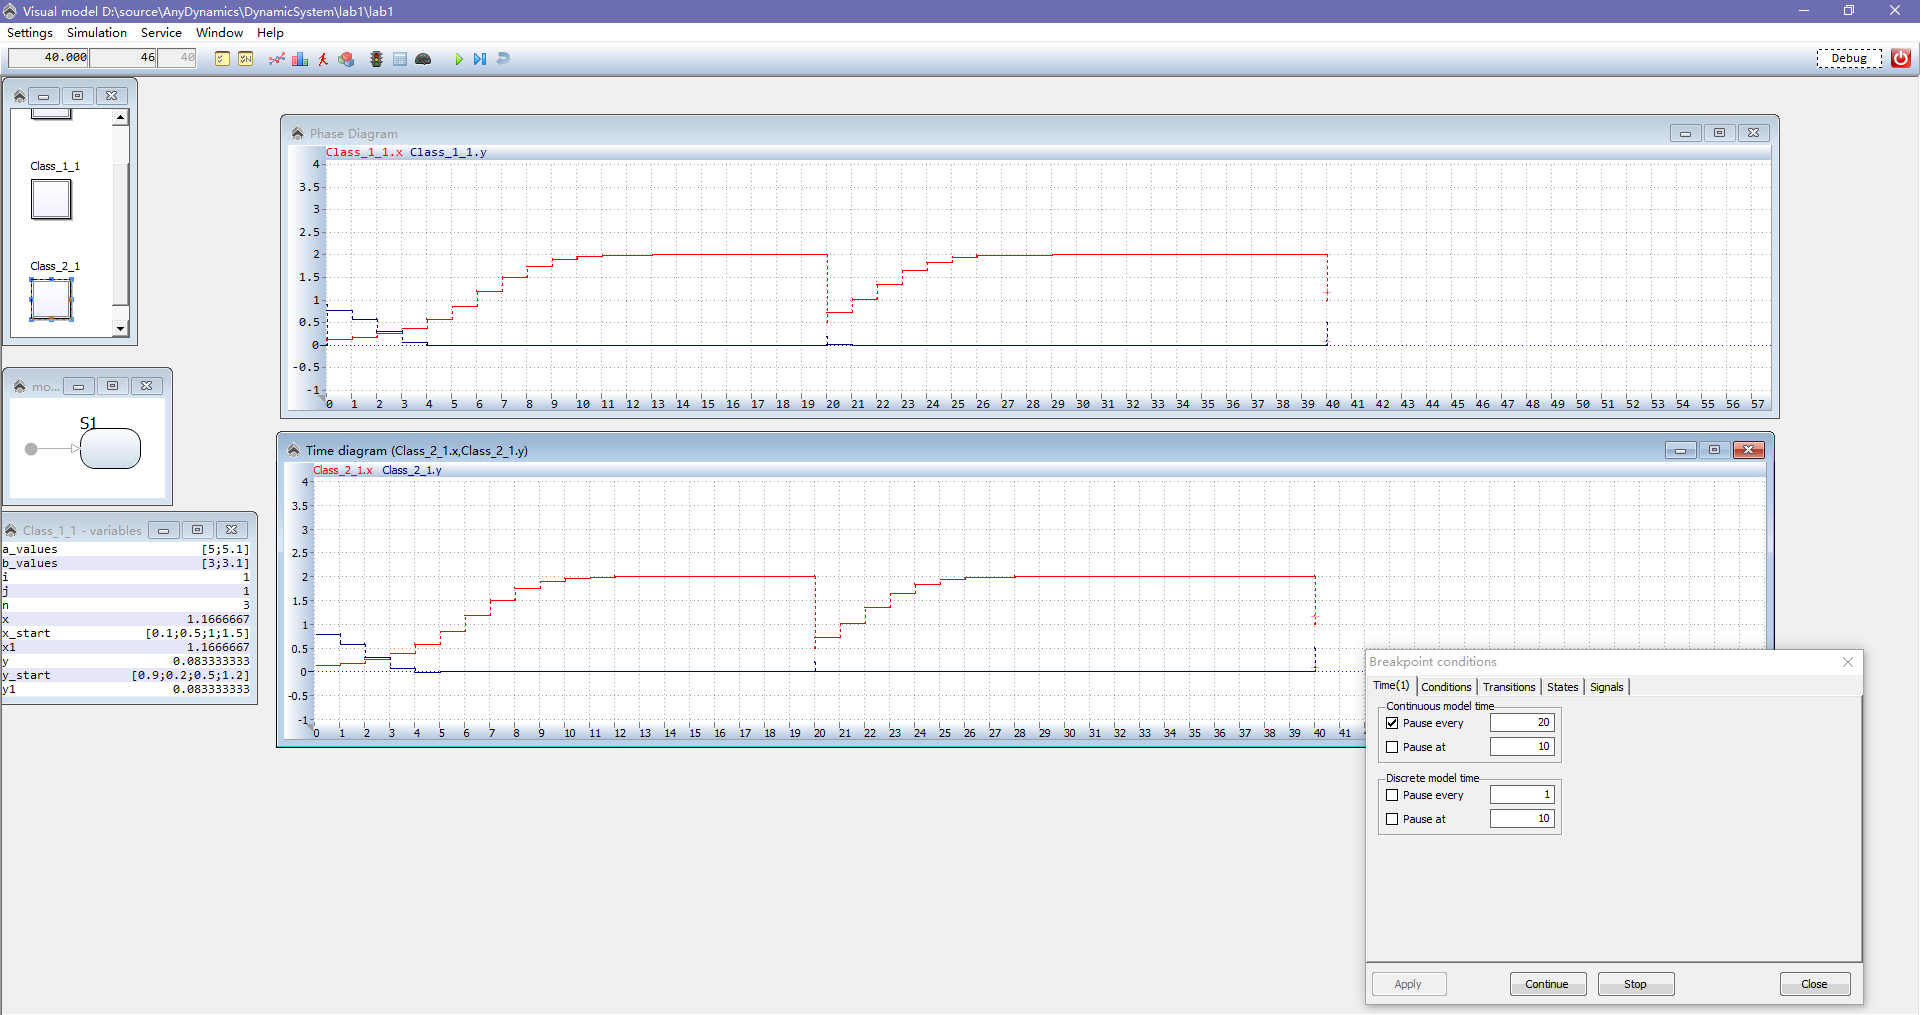 Visual model D:\source\AnyDynamics\DynamicSystem\lab1\lab1
Settings Simulation Service Window Help
40.000 46 40
Debug
Class_1_1
Class_2_1
mo...
S1
Class_1_1 - variables
a_values [5;5.1]
b_values [3;3.1]
i 1
j 1
n 3
x 1.1666667
x_start [0.1;0.5;1;1.5]
x1 1.1666667
y 0.083333333
y_start [0.9;0.2;0.5;1.2]
y1 0.083333333
Phase Diagram
Class_1_1.x Class_1_1.y
4
3.5
3
2.5
2
1.5
1
0.5
0
-0.5
-1
0 1 2 3 4 5 6 7 8 9 10 11 12 13 14 15 16 17 18 19 20 21 22 23 24 25 26 27 28 29 30 31 32 33 34 35 36 37 38 39 40 41 42 43 44 45 46 47 48 49 50 51 52 53 54 55 56 57
Time diagram (Class_2_1.x,Class_2_1.y)
Class_2_1.x Class_2_1.y
4
3.5
3
2.5
2
1.5
1
0.5
0
-0.5
-1
0 1 2 3 4 5 6 7 8 9 10 11 12 13 14 15 16 17 18 19 20 21 22 23 24 25 26 27 28 29 30 31 32 33 34 35 36 37 38 39 40 41
Breakpoint conditions
Time(1) Conditions Transitions States Signals
Continuous model time
Pause every 20
Pause at 10
Discrete model time
Pause every 1
Pause at 10
Apply Continue Stop Close